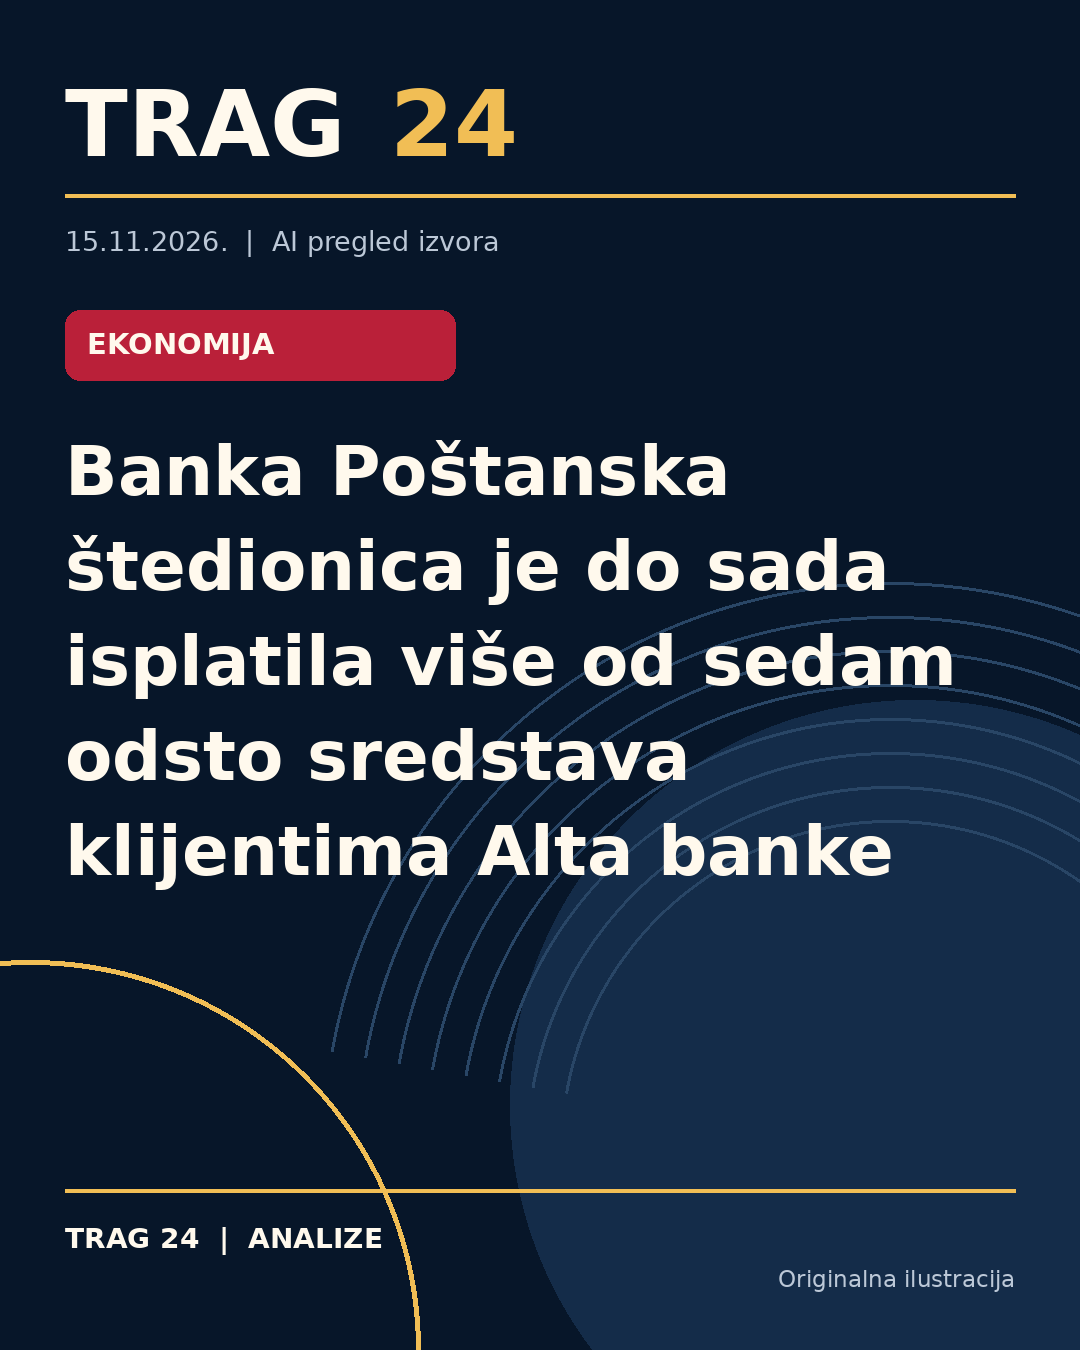 TRAG 24
15.11.2026. | AI pregled izvora
EKONOMIJA
Banka Poštanska
štedionica je do sada
isplatila više od sedam
odsto sredstava
klijentima Alta banke
TRAG 24 | ANALIZE
Originalna ilustracija